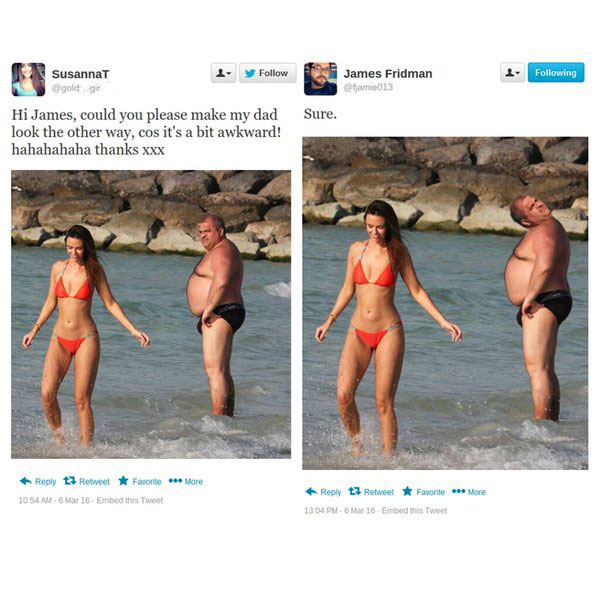 SusannaT
Follow
Hi James, could you please make my dad
look the other way, cos it's a bit awkward!
hahahahaha thanks xxx
Reply Retweet Favorite More
10:54 AM - 6 Mar 16 · Embed this Tweet
James Fridman
Following
@fjamie013
Sure.
Reply Retweet Favorite More
13:04 PM - 6 Mar 16 · Embed this Tweet